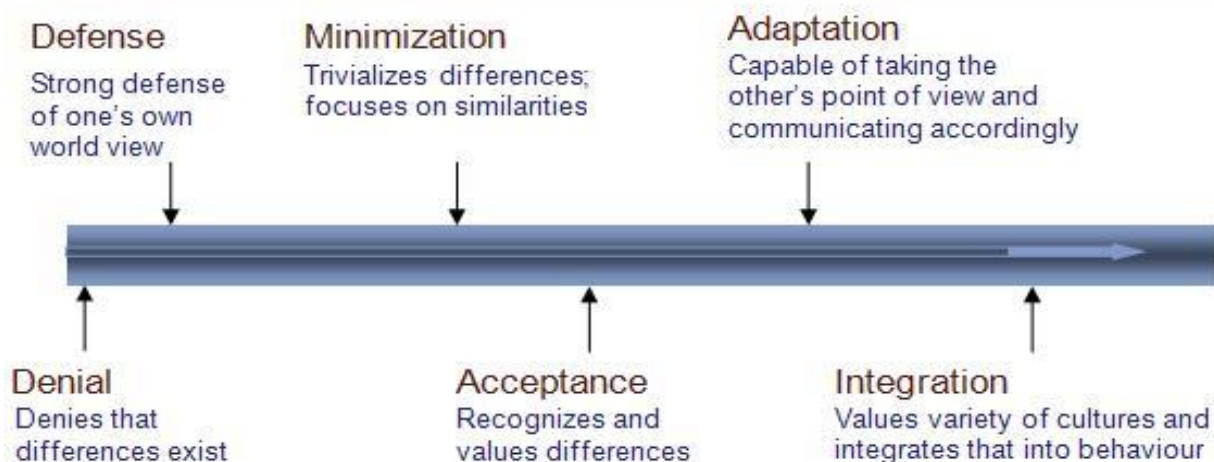 Defense
Strong defense
of one's own
world view
Minimization
Trivializes differences;
focuses on similarities
Adaptation
Capable of taking the
other's point of view and
communicating accordingly
Denial
Denies that
differences exist
Acceptance
Recognizes and
values differences
Integration
Values variety of cultures and
integrates that into behaviour